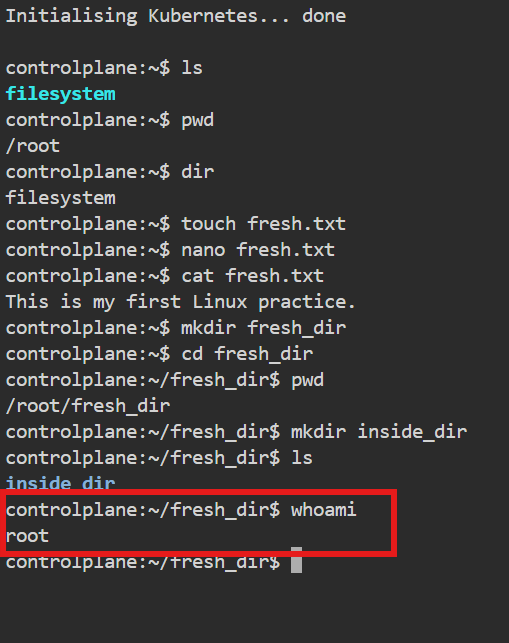 Initialising Kubernetes... done
controlplane:~$ ls
filesystem
controlplane:~$ pwd
/root
controlplane:~$ dir
filesystem
controlplane:~$ touch fresh.txt
controlplane:~$ nano fresh.txt
controlplane:~$ cat fresh.txt
This is my first Linux practice.
controlplane:~$ mkdir fresh_dir
controlplane:~$ cd fresh_dir
controlplane:~/fresh_dir$ pwd
/root/fresh_dir
controlplane:~/fresh_dir$ mkdir inside_dir
controlplane:~/fresh_dir$ ls
inside_dir
controlplane:~/fresh_dir$ whoami
root
controlplane:~/fresh_dir$